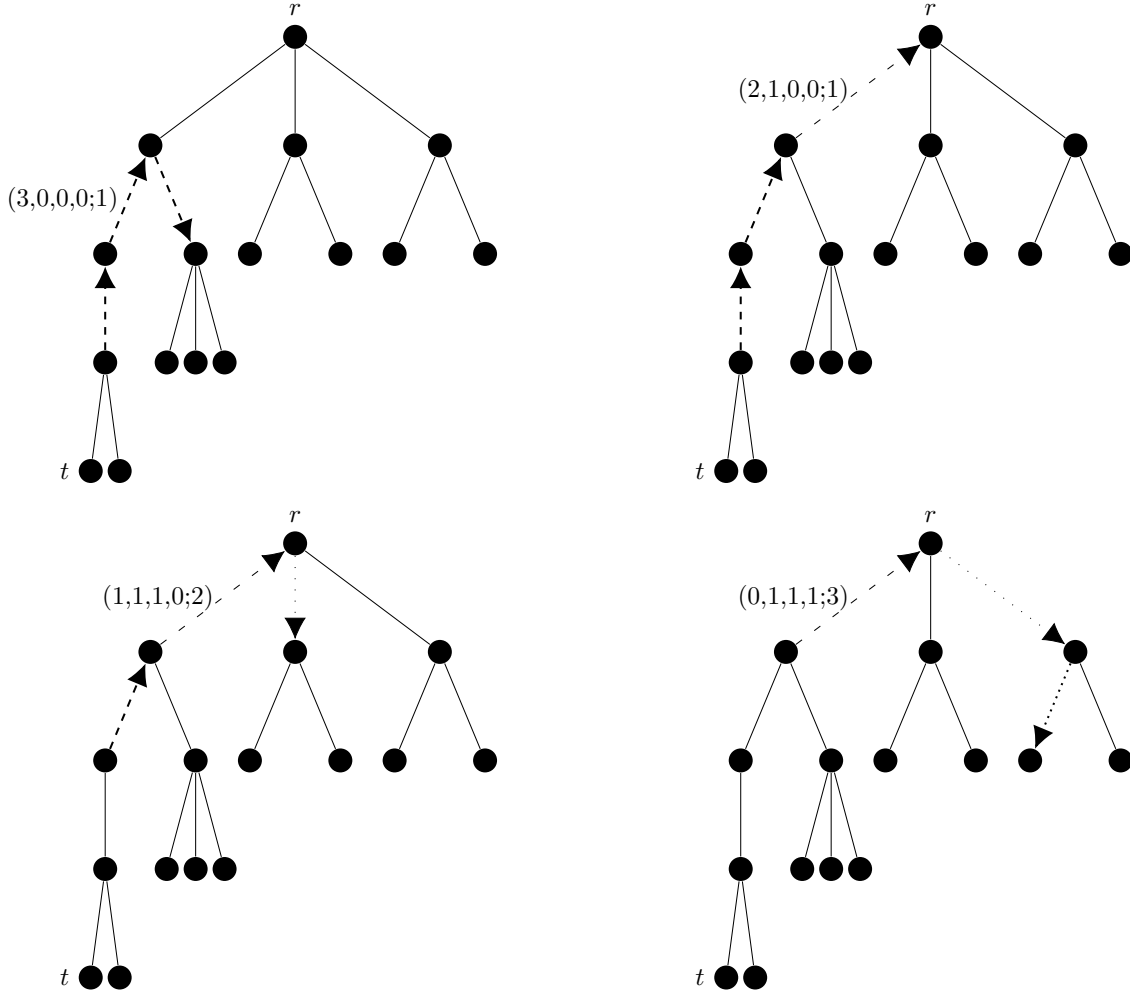 r
r
(2,1,0,0;1)
(3,0,0,0;1)
t
t
r
r
(1,1,1,0;2)
(0,1,1,1;3)
t
t